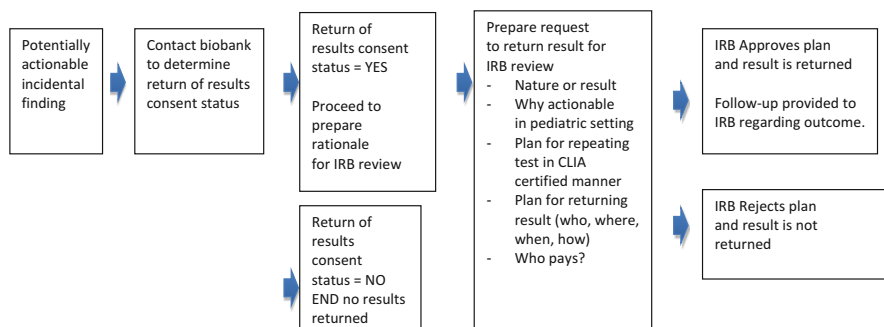 Potentially
actionable
incidental
finding
Contact biobank
to determine
return of results
consent status
Return of
results consent
status = YES
Proceed to
prepare
rationale
for IRB review
Return of
results
consent
status = NO
END no results
returned
Prepare request
to return result for
IRB review
- Nature or result
- Why actionable
in pediatric setting
- Plan for repeating
test in CLIA
certified manner
- Plan for returning
result (who, where,
when, how)
- Who pays?
IRB Approves plan
and result is returned
Follow-up provided to
IRB regarding outcome.
IRB Rejects plan
and result is not
returned